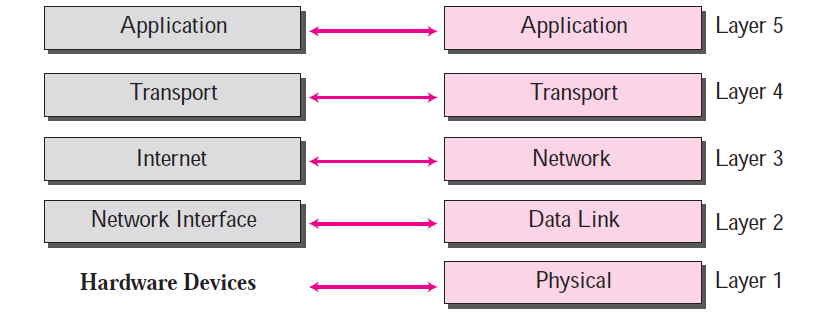 Application Application Layer 5
Transport Transport Layer 4
Internet Network Layer 3
Network Interface Data Link Layer 2
Hardware Devices Physical Layer 1